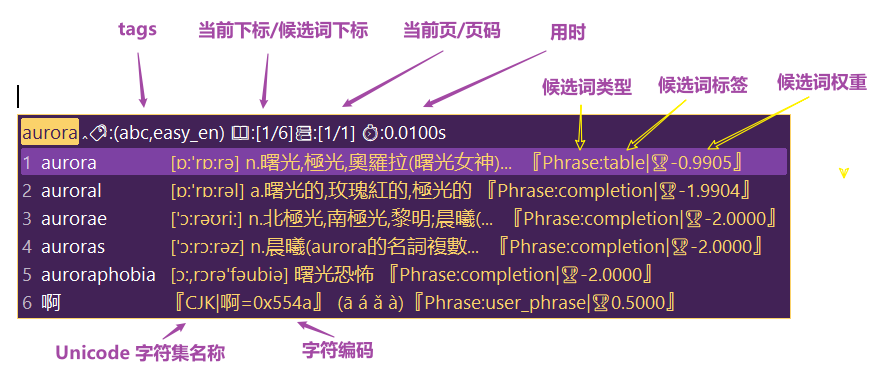 tags 当前下标/候选词下标 当前页/页码 用时
候选词类型 候选词标签 候选词权重
aurora‸🏷:(abc,easy_en) 🕮:[1/6]:[1/1] ⏱:0.0100s
1 aurora [ɒ:'rɒ:rə] n.曙光,極光,奧羅拉(曙光女神)... 『Phrase:table|🏆-0.9905』
2 auroral [ɒ:'rɒ:rəl] a.曙光的,玫瑰紅的,極光的 『Phrase:completion|🏆-1.9904』
3 aurorae ['ɔ:rəʊri:] n.北極光,南極光,黎明;晨曦(... 『Phrase:completion|🏆-2.0000』
4 auroras ['ɔ:rɔ:rəz] n.晨曦(aurora的名詞複數... 『Phrase:completion|🏆-2.0000』
5 auroraphobia [ɔ:,rɔrə'fəubiə] 曙光恐怖 『Phrase:completion|🏆-2.0000』
6 啊 『CJK|啊=0x554a』 (ā á ǎ à)『Phrase:user_phrase|🏆0.5000』
Unicode 字符集名称 字符编码